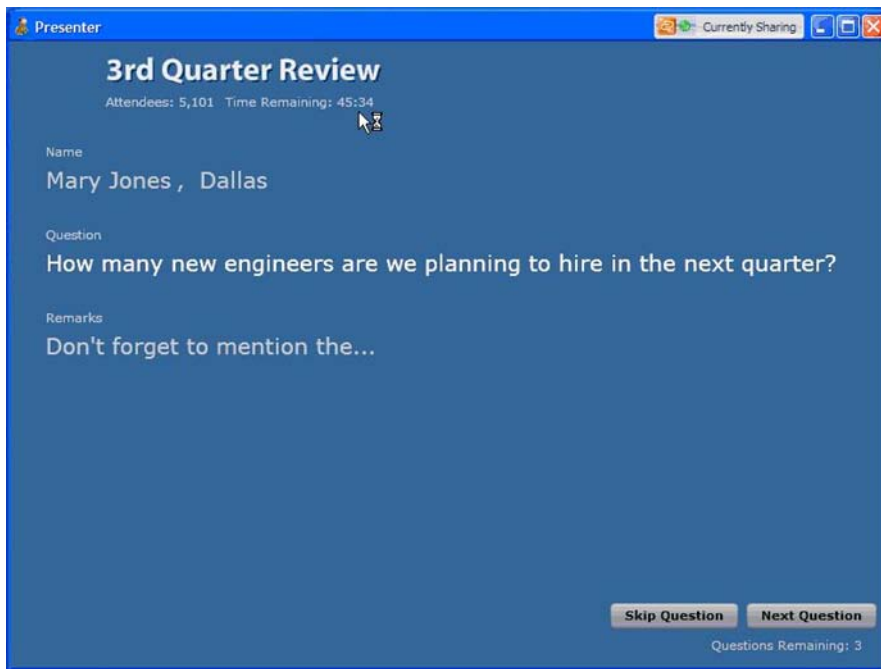 Presenter
Currently Sharing
3rd Quarter Review
Attendees: 5,101 Time Remaining: 45:34
Name
Mary Jones , Dallas
Question
How many new engineers are we planning to hire in the next quarter?
Remarks
Don't forget to mention the...
Skip Question Next Question
Questions Remaining: 3